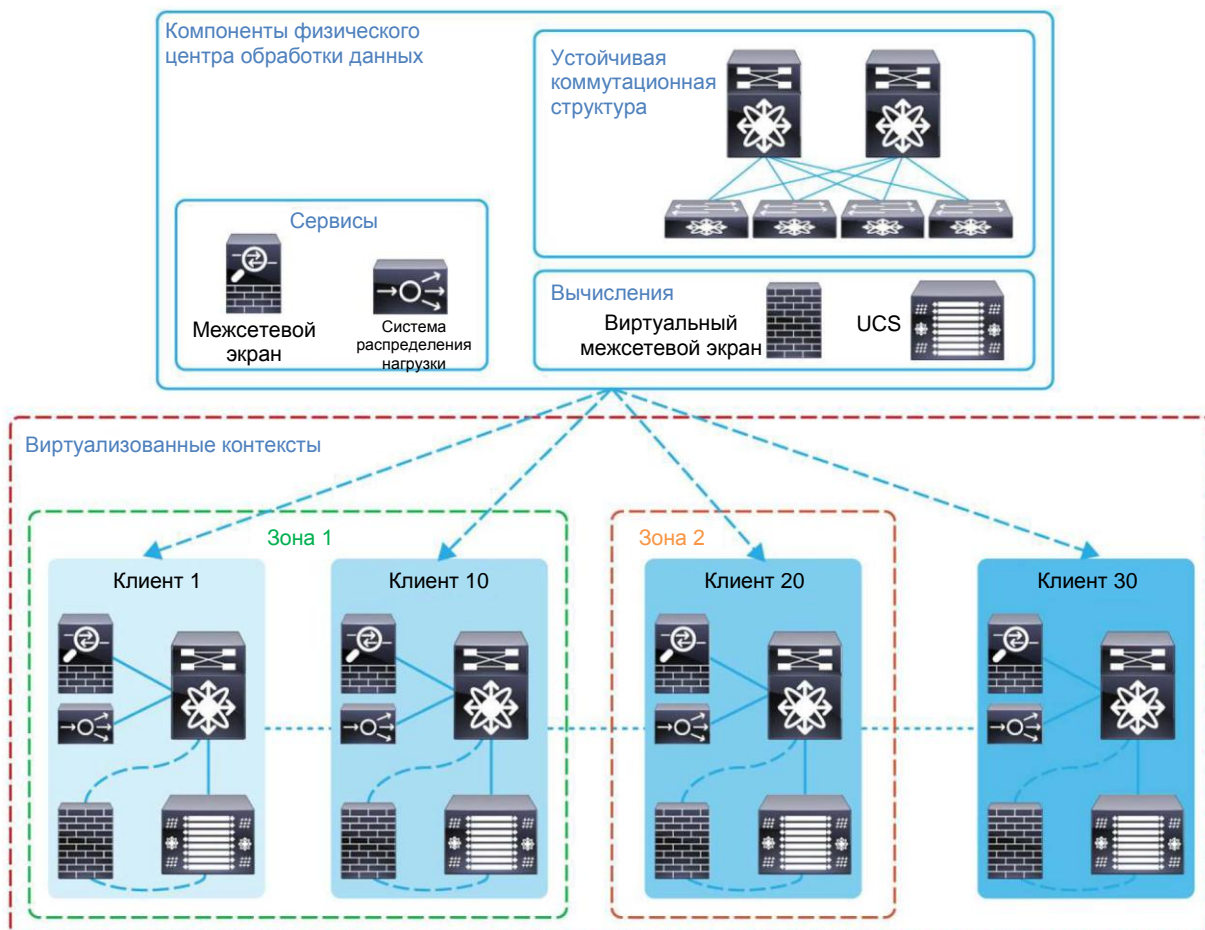 Компоненты физического
центра обработки данных
Устойчивая
коммутационная
структура
Сервисы
Межсетевой
экран
Система
распределения
нагрузки
Вычисления
Виртуальный
межсетевой экран
UCS
Виртуализованные контексты
Зона 1
Зона 2
Клиент 1
Клиент 10
Клиент 20
Клиент 30